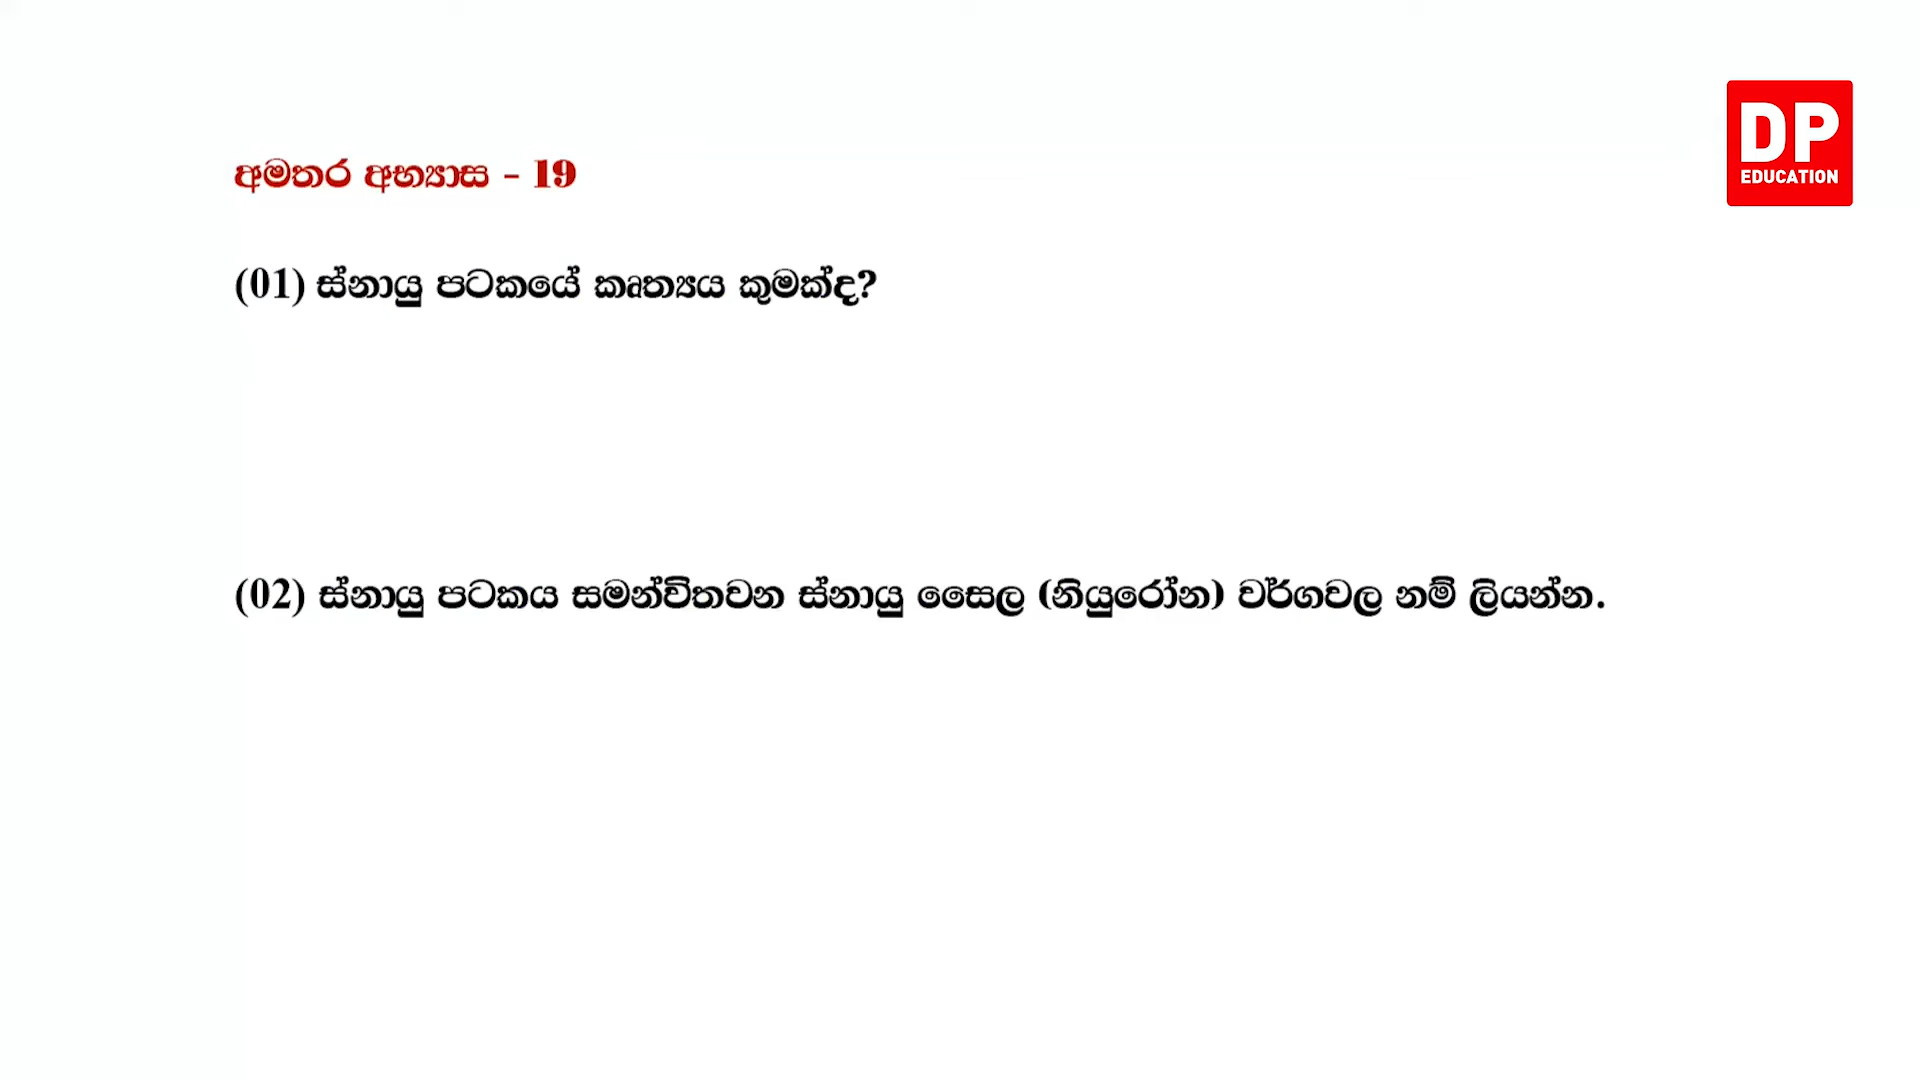 DP
EDUCATION
අමතර අභ්‍යාස - 19
(01) ස්නායු පටකයේ කෘත්‍යය කුමක්ද?
(02) ස්නායු පටකය සමන්විතවන ස්නායු සෛල (නියුරෝන) වර්ගවල නම් ලියන්න.